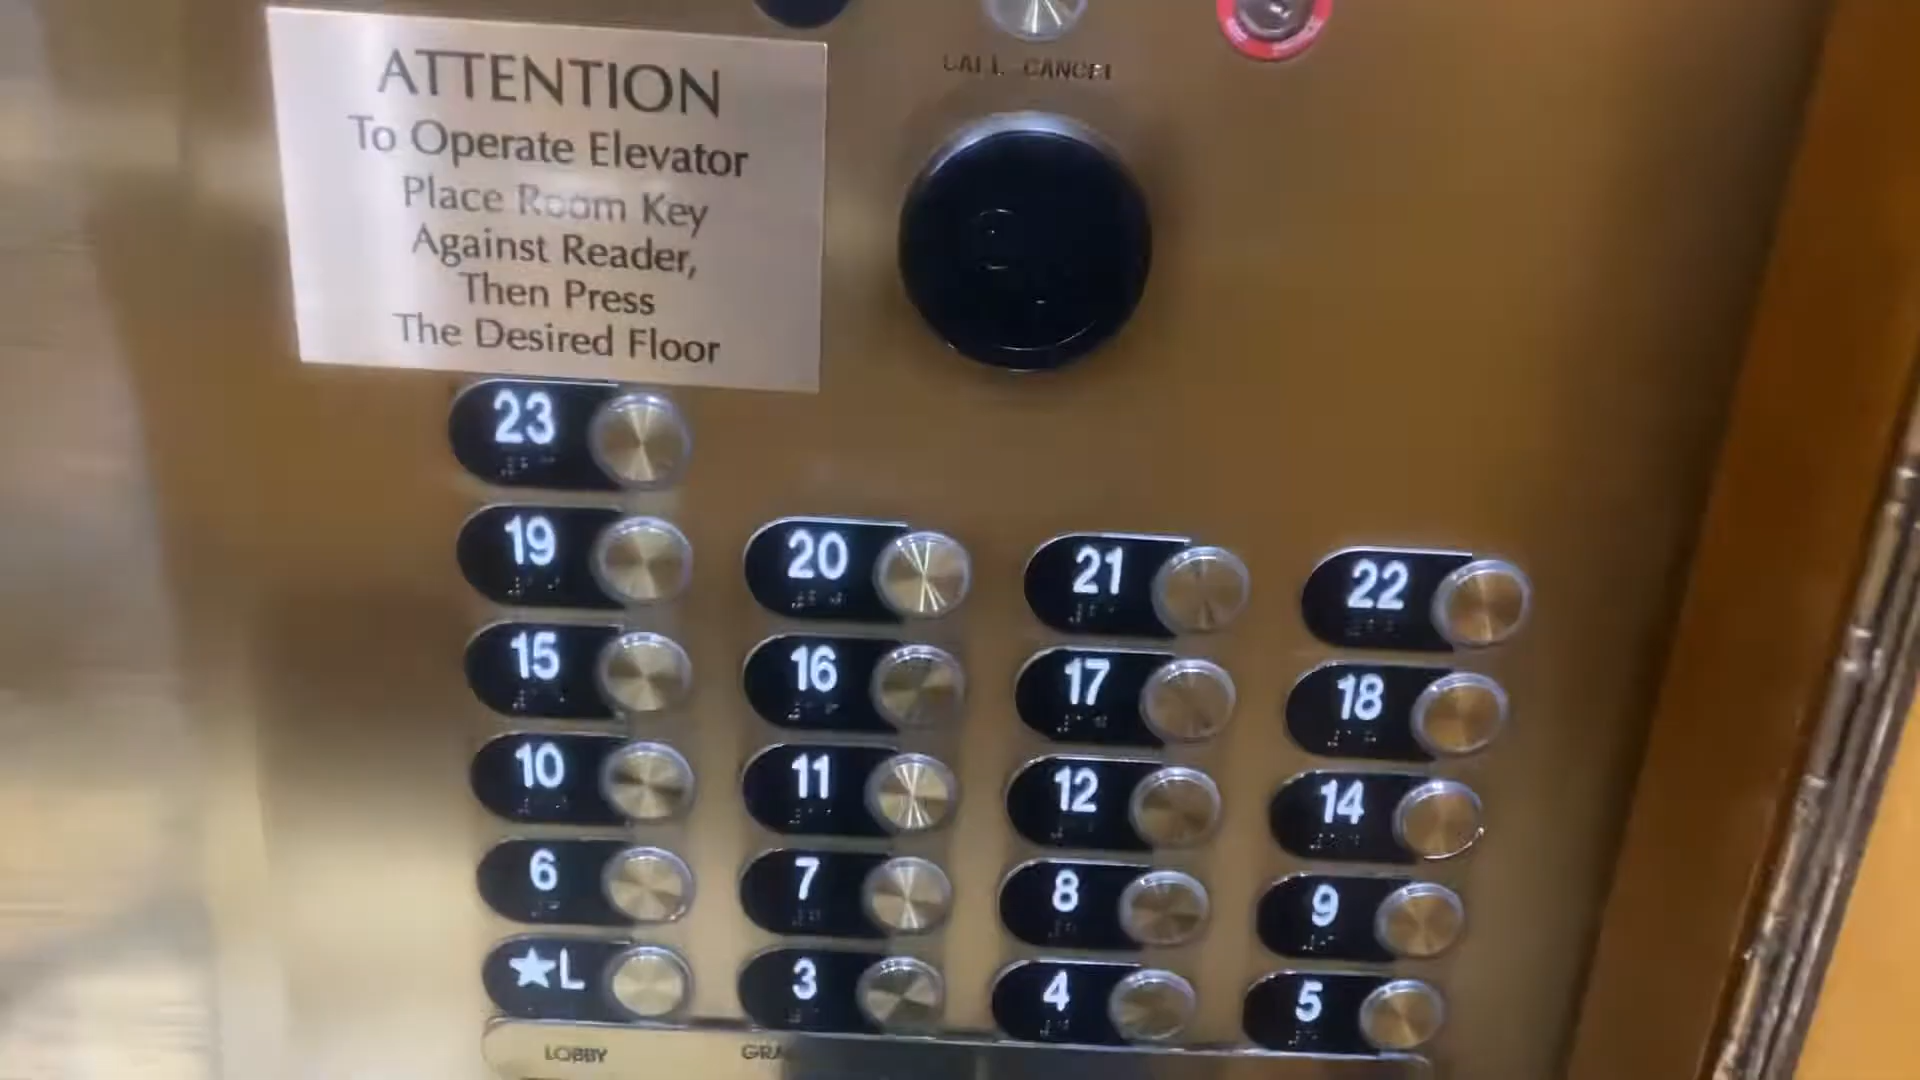 CALL CANCEL
ATTENTION
To Operate Elevator
Place Room Key
Against Reader,
Then Press
The Desired Floor
23
19 20 21 22
15 16 17 18
10 11 12 14
6 7 8 9
★L 3 4 5
LOBBY